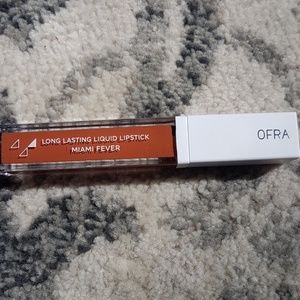 LONG LASTING LIQUID LIPSTICK
MIAMI FEVER
OFRA